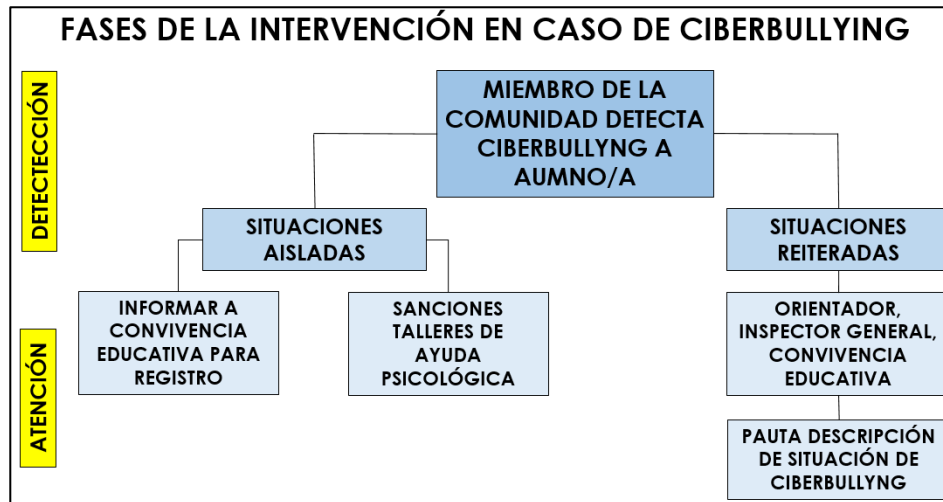 FASES DE LA INTERVENCIÓN EN CASO DE CIBERBULLYING
DETECTECCIÓN
MIEMBRO DE LA
COMUNIDAD DETECTA
CIBERBULLYNG A
AUMNO/A
SITUACIONES
AISLADAS
SITUACIONES
REITERADAS
ATENCIÓN
INFORMAR A
CONVIVENCIA
EDUCATIVA PARA
REGISTRO
SANCIONES
TALLERES DE
AYUDA
PSICOLÓGICA
ORIENTADOR,
INSPECTOR GENERAL,
CONVIVENCIA
EDUCATIVA
PAUTA DESCRIPCIÓN
DE SITUACIÓN DE
CIBERBULLYNG